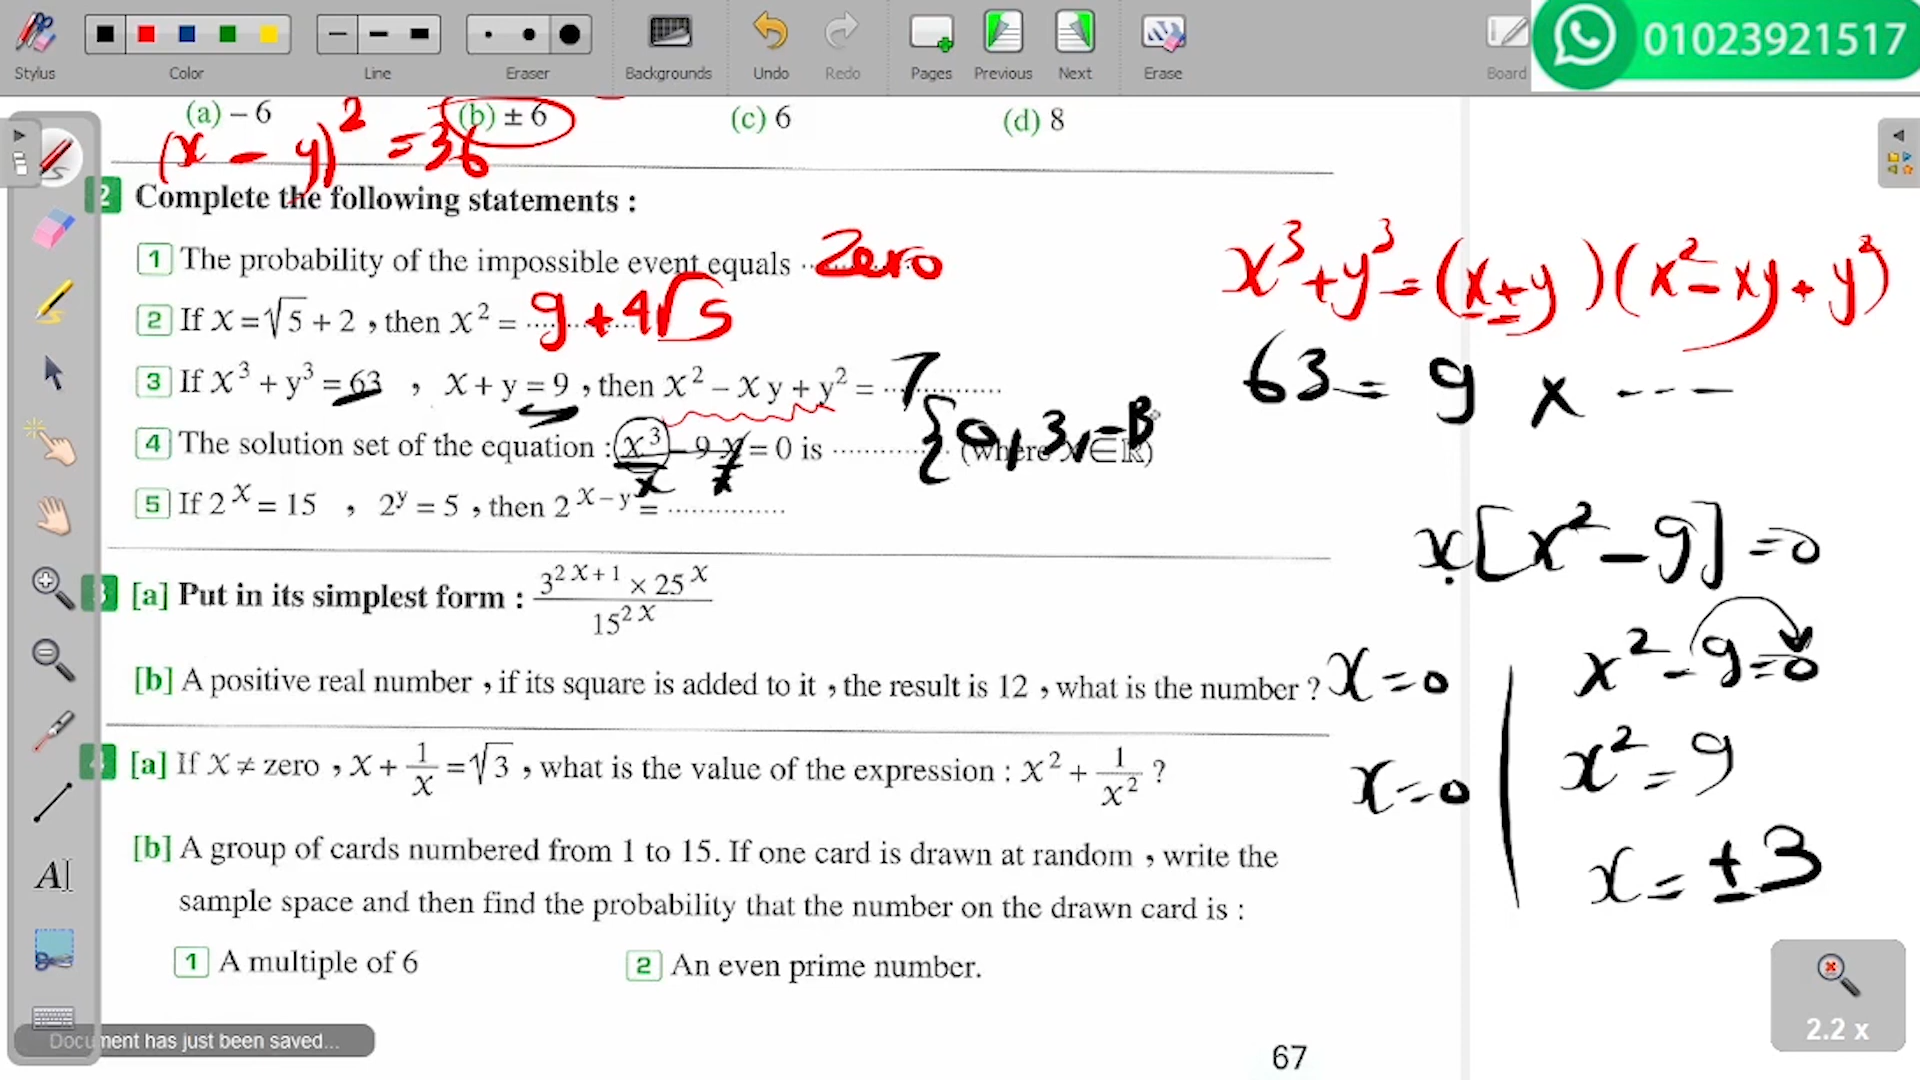 Stylus
Color
Line
Eraser
Backgrounds
Undo
Redo
Pages
Previous
Next
Erase
Board
01023921517
(a) – 6
(b) ± 6
(c) 6
(d) 8
(x - y)² = 36
2 Complete the following statements :
1 The probability of the impossible event equals ........ Zero
2 If X = √5 + 2 , then X² = ........ 9 + 4√5
3 If X³ + y³ = 63 , X + y = 9 , then X² – X y + y² = ........ 7
4 The solution set of the equation : X³ – 9 X = 0 is ........ (where X ∈ ℝ)
{0, 3, -3
x x
5 If 2^X = 15 , 2^y = 5 , then 2^(X – y) = ..............
3 [a] Put in its simplest form : (3^(2X+1) × 25^X) / 15^(2X)
[b] A positive real number , if its square is added to it , the result is 12 , what is the number ?
4 [a] If X ≠ zero , X + 1/X = √3 , what is the value of the expression : X² + 1/X² ?
[b] A group of cards numbered from 1 to 15. If one card is drawn at random , write the
sample space and then find the probability that the number on the drawn card is :
1 A multiple of 6
2 An even prime number.
67
x³ + y³ = (x + y)(x² - xy + y²)
63 = 9 x ---
x[x² - 9] = 0
x = 0
x² - 9 = 0
x = 0
x² = 9
x = ±3
A
Document has just been saved...
2.2 x